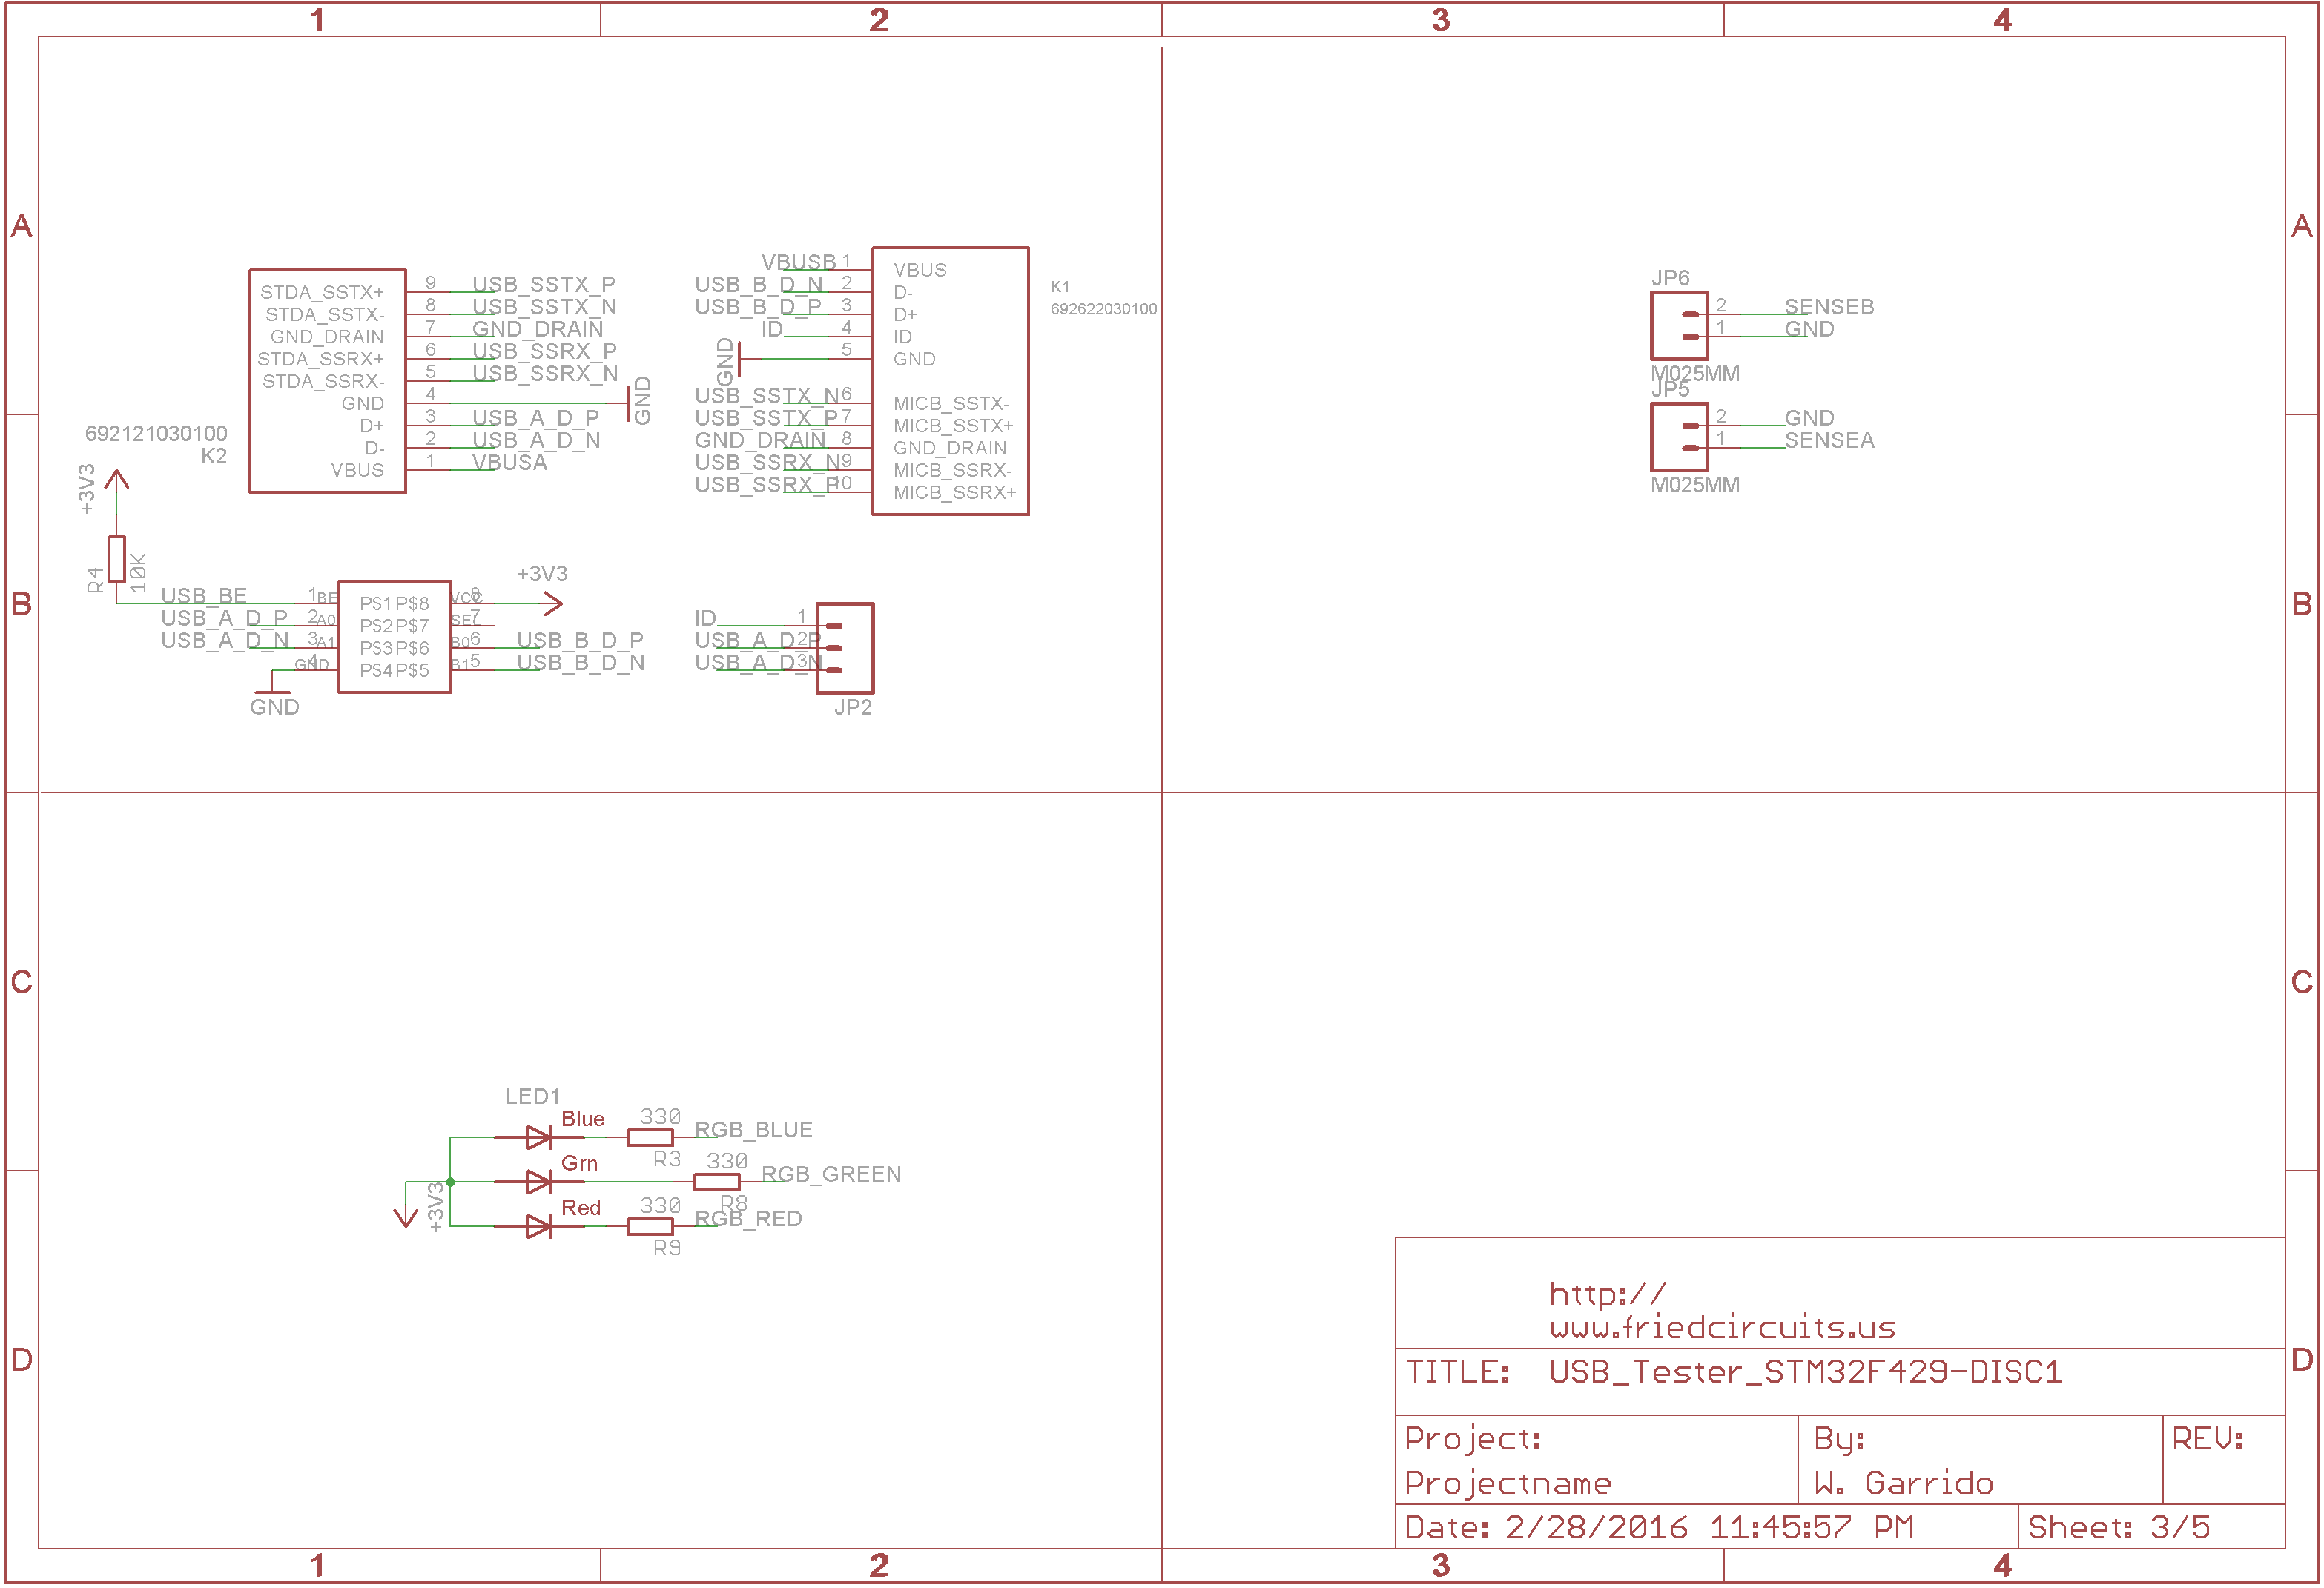 1 2 3 4
A A
STDA_SSTX+ 9 USB_SSTX_P
STDA_SSTX- 8 USB_SSTX_N
GND_DRAIN 7 GND_DRAIN
STDA_SSRX+ 6 USB_SSRX_P
STDA_SSRX- 5 USB_SSRX_N
GND 4 GND
D+ 3 USB_A_D_P
D- 2 USB_A_D_N
VBUS 1 VBUSA
692121030100
K2
VBUSB 1 VBUS
USB_B_D_N 2 D-
USB_B_D_P 3 D+
ID 4 ID
GND 5 GND
USB_SSTX_N 6 MICB_SSTX-
USB_SSTX_P 7 MICB_SSTX+
GND_DRAIN 8 GND_DRAIN
USB_SSRX_N 9 MICB_SSRX-
USB_SSRX_P 10 MICB_SSRX+
K1
692622030100
JP6
2 SENSEB
1 GND
M025MM
JP5
2 GND
1 SENSEA
M025MM
B B
+3V3
R4 10K
+3V3
USB_BE 1 BE P$1 P$8 VCC 8
USB_A_D_P 2 A0 P$2 P$7 SEL 7
USB_A_D_N 3 A1 P$3 P$6 B0 6 USB_B_D_P
GND 4 P$4 P$5 B1 5 USB_B_D_N
GND
ID 1
USB_A_D_P 2
USB_A_D_N 3
JP2
C C
LED1
Blue 330 RGB_BLUE
R3
Grn 330 RGB_GREEN
R8
Red 330 RGB_RED
R9
+3V3
D D
http://
www.friedcircuits.us
TITLE: USB_Tester_STM32F429-DISC1
Project: By: REV:
Projectname W. Garrido
Date: 2/28/2016 11:45:57 PM Sheet: 3/5
1 2 3 4